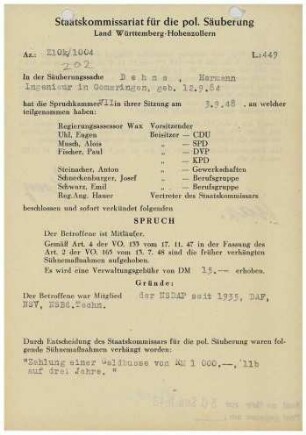 Staatskommissariat für die pol. Säuberung
Land Württemberg-Hohenzollern
Az.: L: 449
202
In der Säuberungssache Dehne, Hermann
Ingenieur in Gomaringen, geb. 12.9.84
hat die Spruchkammer VII in ihrer Sitzung am 3.9.48. an welcher
teilgenommen haben:
Regierungsassessor Wax Vorsitzender
Uhl, Eugen Beisitzer — CDU
Musch, Alois „ — SPD
Fischer, Paul „ — DVP
„ — KPD
Steinacher, Anton „ — Gewerkschaften
Schneckenburger, Josef „ — Berufsgruppe
Schwarz, Emil „ — Berufsgruppe
Reg.Ang. Hauer Vertreter des Staatskommissars
beschlossen und sofort verkündet folgenden
SPRUCH
Der Betroffene ist Mitläufer.
Gemäß Art. 4 der VO. 133 vom 17. 11. 47 in der Fassung des
Art. 2 der VO. 165 vom 13. 7. 48 sind die früher verhängten
Sühnemaßnahmen aufgehoben.
Es wird eine Verwaltungsgebühr von DM 15.— erhoben.
Gründe:
Der Betroffene war Mitglied der NSDAP seit 1933, DAF,
NSV, NSBd.Techn.
Durch Entscheidung des Staatskommissars für die pol. Säuberung waren fol-
gende Sühnemaßnahmen verhängt worden:
"Zahlung einer Geldbusse von RM 1 000,--,
auf drei Jahre. "